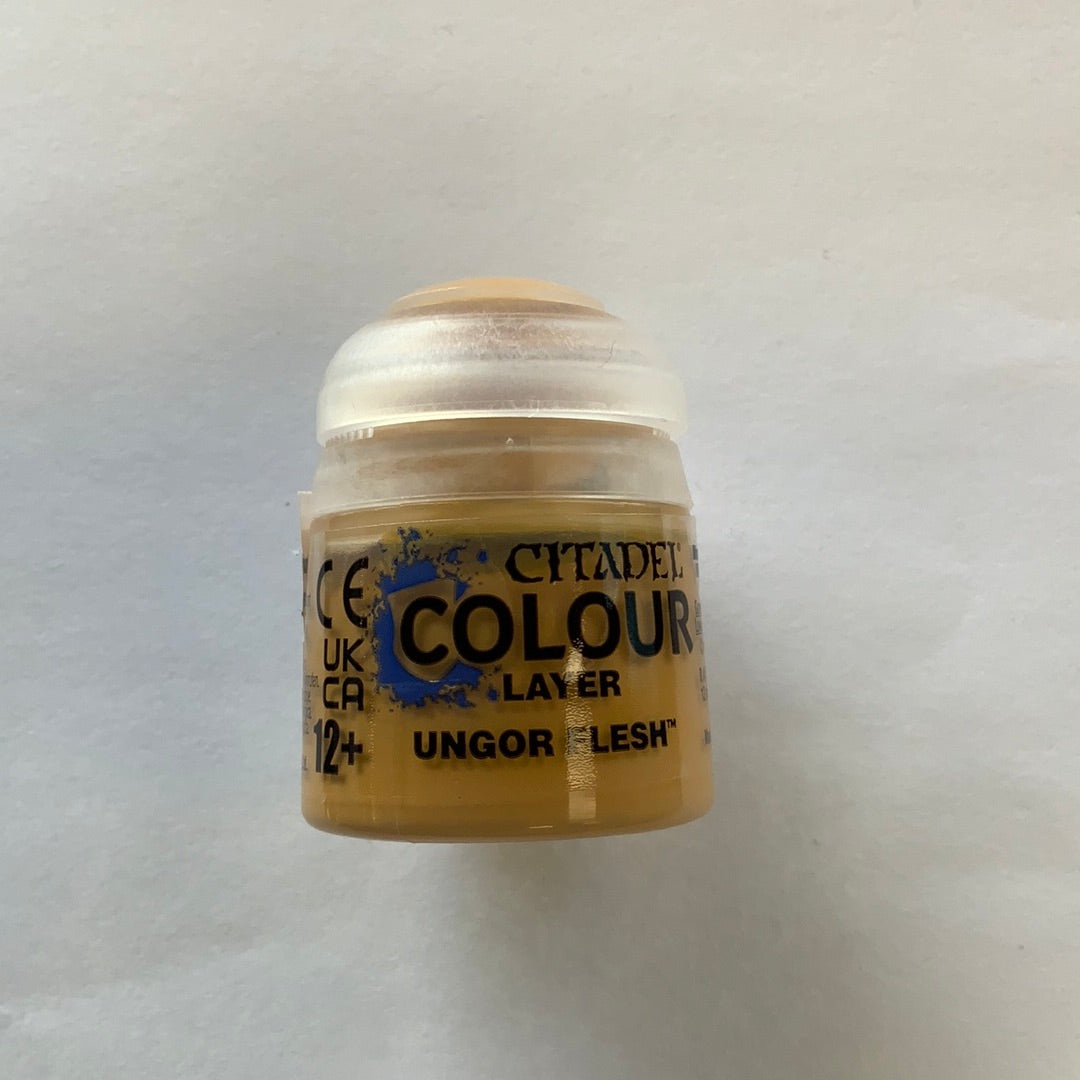 CITADEL
COLOUR
LAYER
UNGOR FLESH™
CE
UK
CA
12+